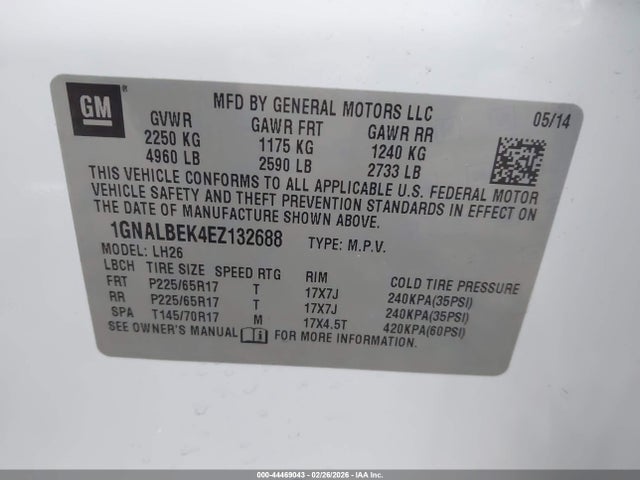 GM®
MFD BY GENERAL MOTORS LLC
05/14
GVWR GAWR FRT GAWR RR
2250 KG 1175 KG 1240 KG
4960 LB 2590 LB 2733 LB
THIS VEHICLE CONFORMS TO ALL APPLICABLE U.S. FEDERAL MOTOR
VEHICLE SAFETY AND THEFT PREVENTION STANDARDS IN EFFECT ON
THE DATE OF MANUFACTURE SHOWN ABOVE.
1GNALBEK4EZ132688 TYPE: M.P.V.
MODEL: LH26
LBCH TIRE SIZE SPEED RTG RIM COLD TIRE PRESSURE
FRT P225/65R17 T 17X7J 240KPA(35PSI)
RR P225/65R17 T 17X7J 240KPA(35PSI)
SPA T145/70R17 M 17X4.5T 420KPA(60PSI)
SEE OWNER'S MANUAL FOR MORE INFORMATION.
000-44469043 - 02/26/2026 - IAA Inc.